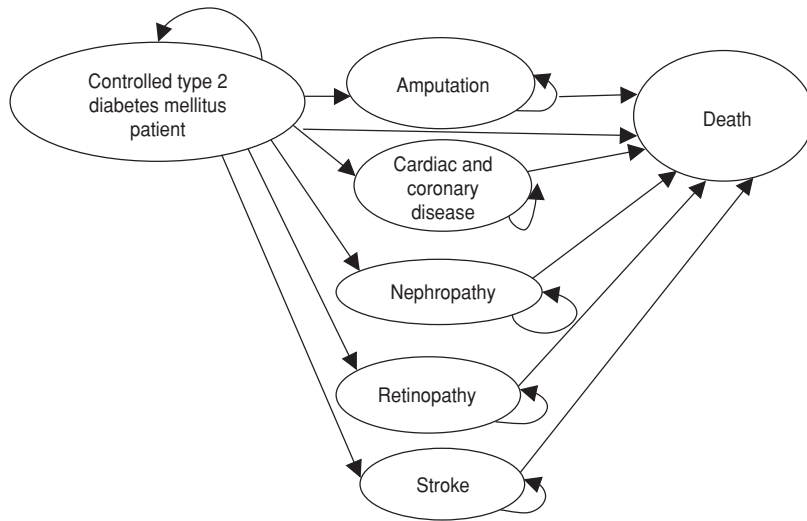 Controlled type 2
diabetes mellitus
patient
Amputation
Death
Cardiac and
coronary
disease
Nephropathy
Retinopathy
Stroke